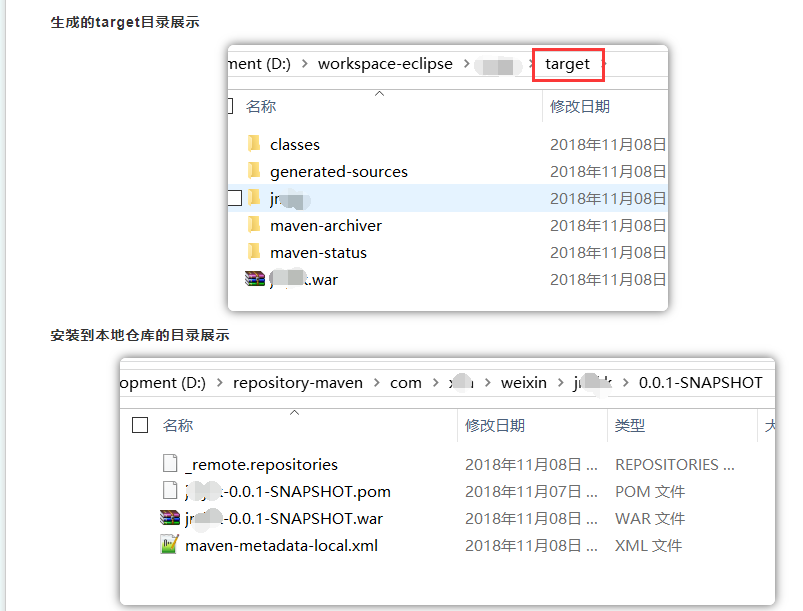 生成的target目录展示
ment (D:) > workspace-eclipse > > target
名称 修改日期
classes 2018年11月08日
generated-sources 2018年11月08日
2018年11月08日
maven-archiver 2018年11月08日
maven-status 2018年11月08日
.war 2018年11月08日
安装到本地仓库的目录展示
opment (D:) > repository-maven > com > > weixin > > 0.0.1-SNAPSHOT
名称 修改日期 类型
_remote.repositories 2018年11月08日 ... REPOSITORIES ...
-0.0.1-SNAPSHOT.pom 2018年11月07日 ... POM 文件
-0.0.1-SNAPSHOT.war 2018年11月08日 ... WAR 文件
maven-metadata-local.xml 2018年11月08日 ... XML 文件